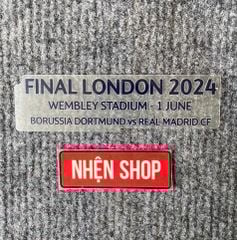 FINAL LONDON 2024
WEMBLEY STADIUM - 1 JUNE
BORUSSIA DORTMUND vs REAL MADRID CF
NHỆN SHOP